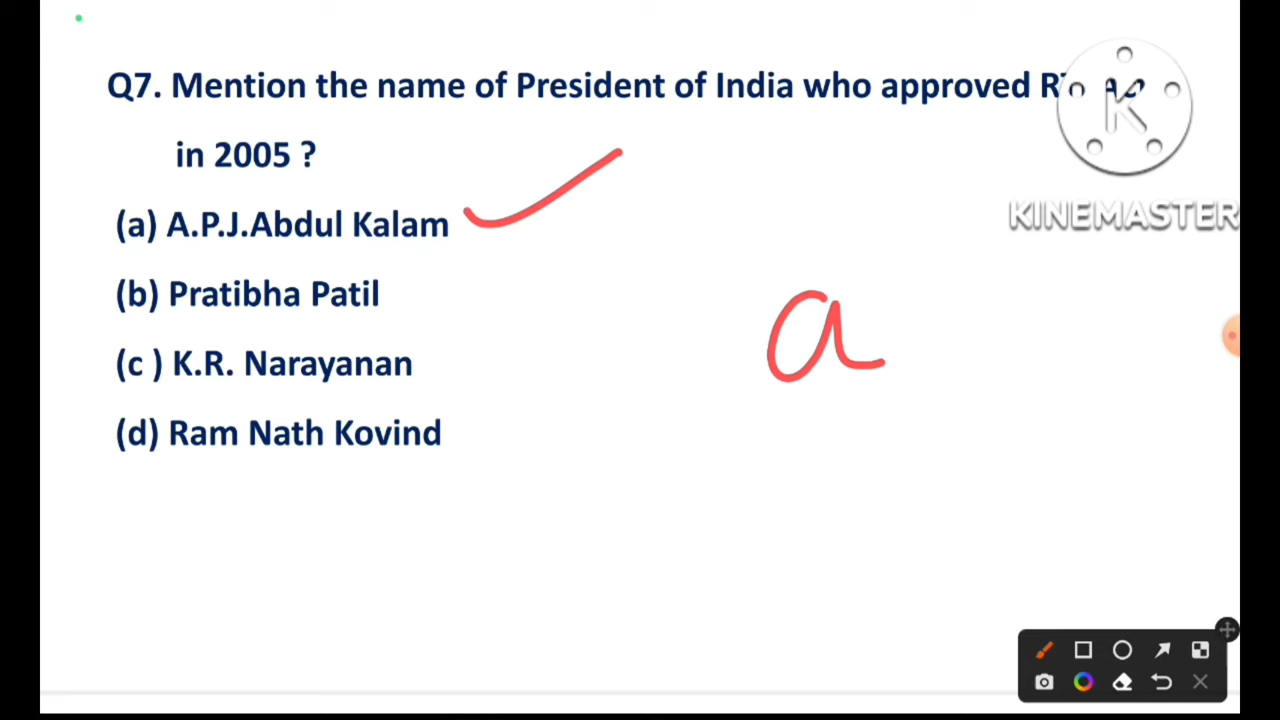 Q7. Mention the name of President of India who approved
in 2005 ?
(a) A.P.J.Abdul Kalam
(b) Pratibha Patil
(c ) K.R. Narayanan
(d) Ram Nath Kovind
a
K
KINEMASTER